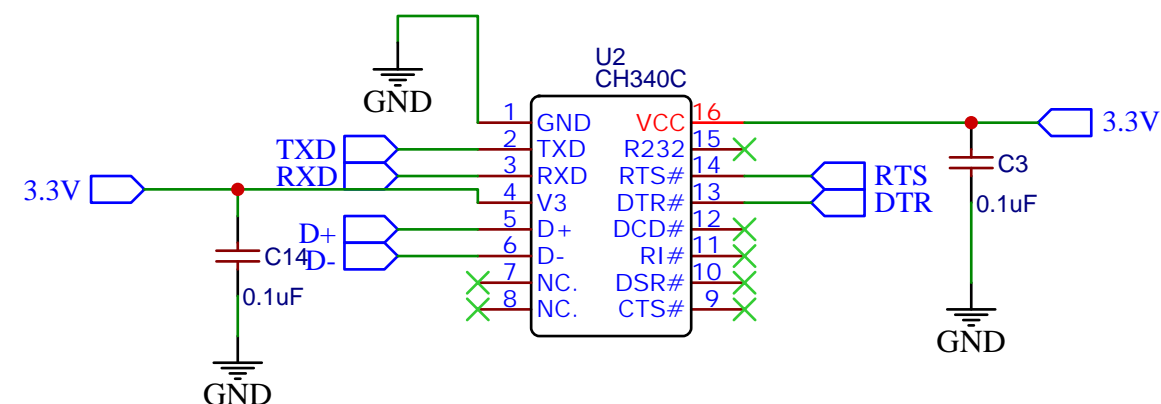 U2
CH340C
GND
1 GND VCC 16
3.3V
TXD 2 TXD R232 15
RXD 3 RXD RTS# 14 RTS
C3
3.3V 4 V3 DTR# 13 DTR
0.1uF
D+ 5 D+ DCD# 12
C14 D- 6 D- RI# 11
7 NC. DSR# 10
0.1uF
8 NC. CTS# 9
GND
GND